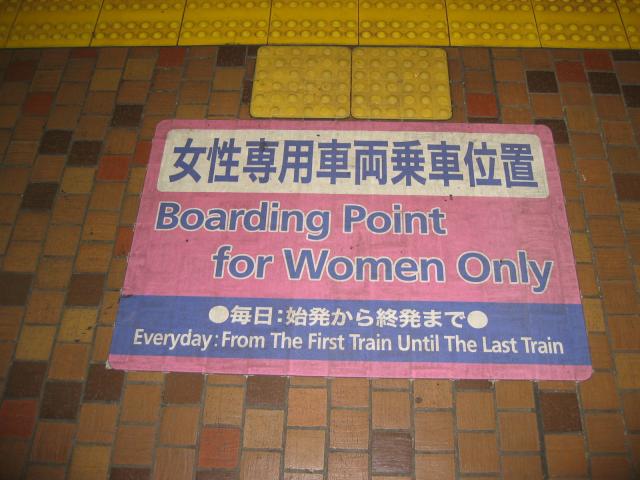 女性専用車両乗車位置
Boarding Point
for Women Only
●毎日:始発から終発まで●
Everyday: From The First Train Until The Last Train